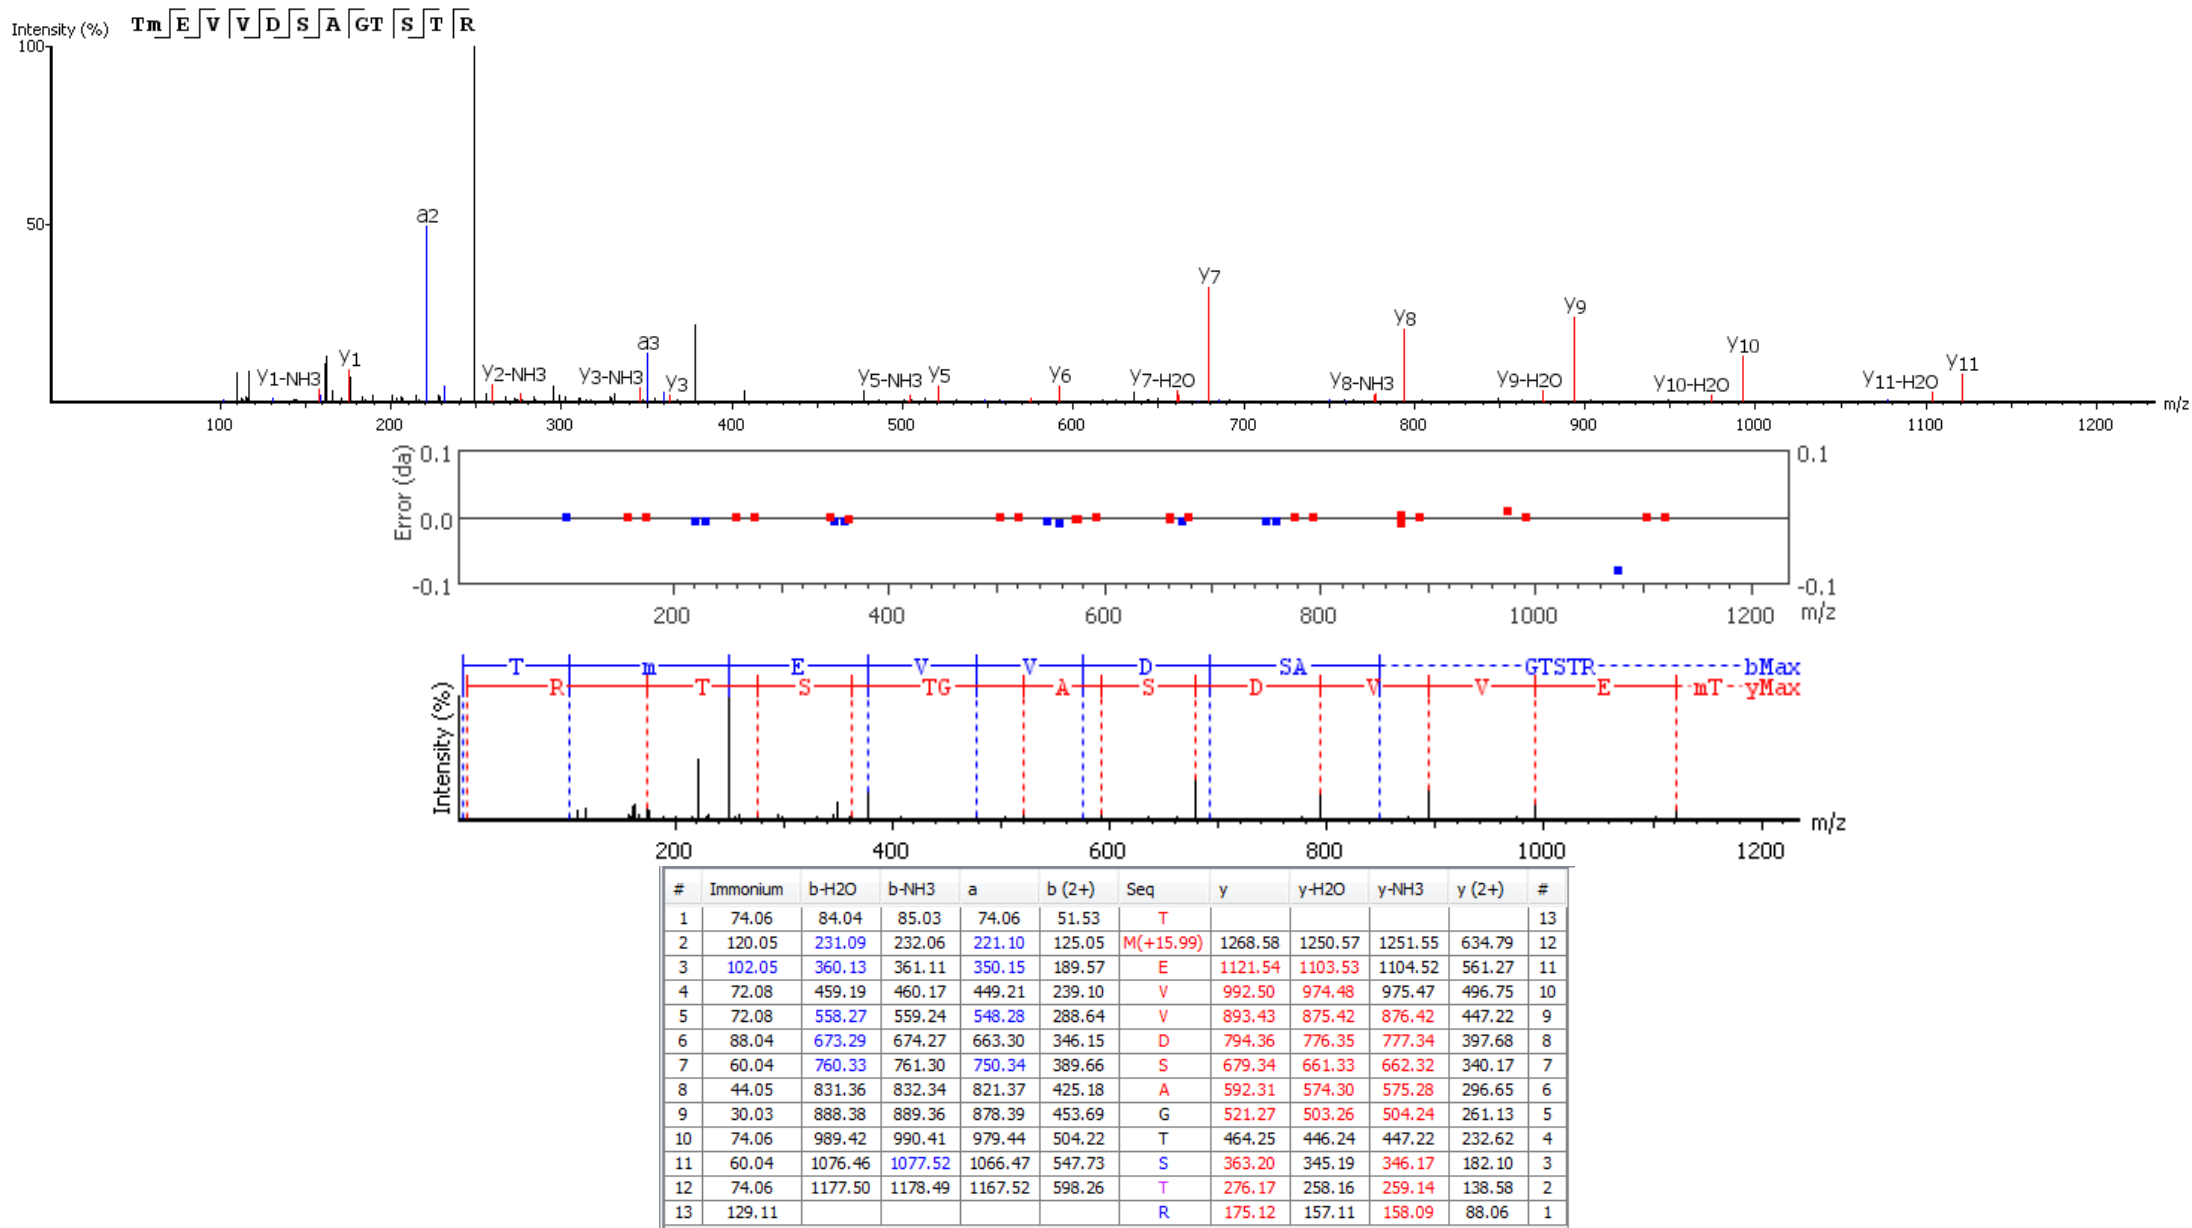 Intensity (%) Tm E V V D S A GT S T R
100
50
a2
y1-NH3 y1 y2-NH3 y3-NH3 a3 y3 y5-NH3 y5 y6 y7-H2O y7 y8-NH3 y8 y9-H2O y9 y10-H2O y10 y11-H2O y11
100 200 300 400 500 600 700 800 900 1000 1100 1200 m/z
Error (da)
0.1 0.1
0.0
-0.1 -0.1
200 400 600 800 1000 1200 m/z
T m E V V D SA GTSTR bMax
R T S TG A S D V V E mT yMax
Intensity (%)
m/z
200 400 600 800 1000 1200
# Immonium b-H2O b-NH3 a b (2+) Seq y y-H2O y-NH3 y (2+) #
1 74.06 84.04 85.03 74.06 51.53 T 13
2 120.05 231.09 232.06 221.10 125.05 M(+15.99) 1268.58 1250.57 1251.55 634.79 12
3 102.05 360.13 361.11 350.15 189.57 E 1121.54 1103.53 1104.52 561.27 11
4 72.08 459.19 460.17 449.21 239.10 V 992.50 974.48 975.47 496.75 10
5 72.08 558.27 559.24 548.28 288.64 V 893.43 875.42 876.42 447.22 9
6 88.04 673.29 674.27 663.30 346.15 D 794.36 776.35 777.34 397.68 8
7 60.04 760.33 761.30 750.34 389.66 S 679.34 661.33 662.32 340.17 7
8 44.05 831.36 832.34 821.37 425.18 A 592.31 574.30 575.28 296.65 6
9 30.03 888.38 889.36 878.39 453.69 G 521.27 503.26 504.24 261.13 5
10 74.06 989.42 990.41 979.44 504.22 T 464.25 446.24 447.22 232.62 4
11 60.04 1076.46 1077.52 1066.47 547.73 S 363.20 345.19 346.17 182.10 3
12 74.06 1177.50 1178.49 1167.52 598.26 T 276.17 258.16 259.14 138.58 2
13 129.11 R 175.12 157.11 158.09 88.06 1